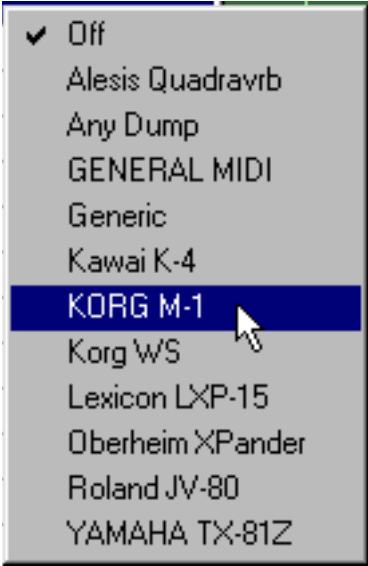 Off
Alesis Quadravrb
Any Dump
GENERAL MIDI
Generic
Kawai K-4
KORG M-1
Korg WS
Lexicon LXP-15
Oberheim XPander
Roland JV-80
YAMAHA TX-81Z